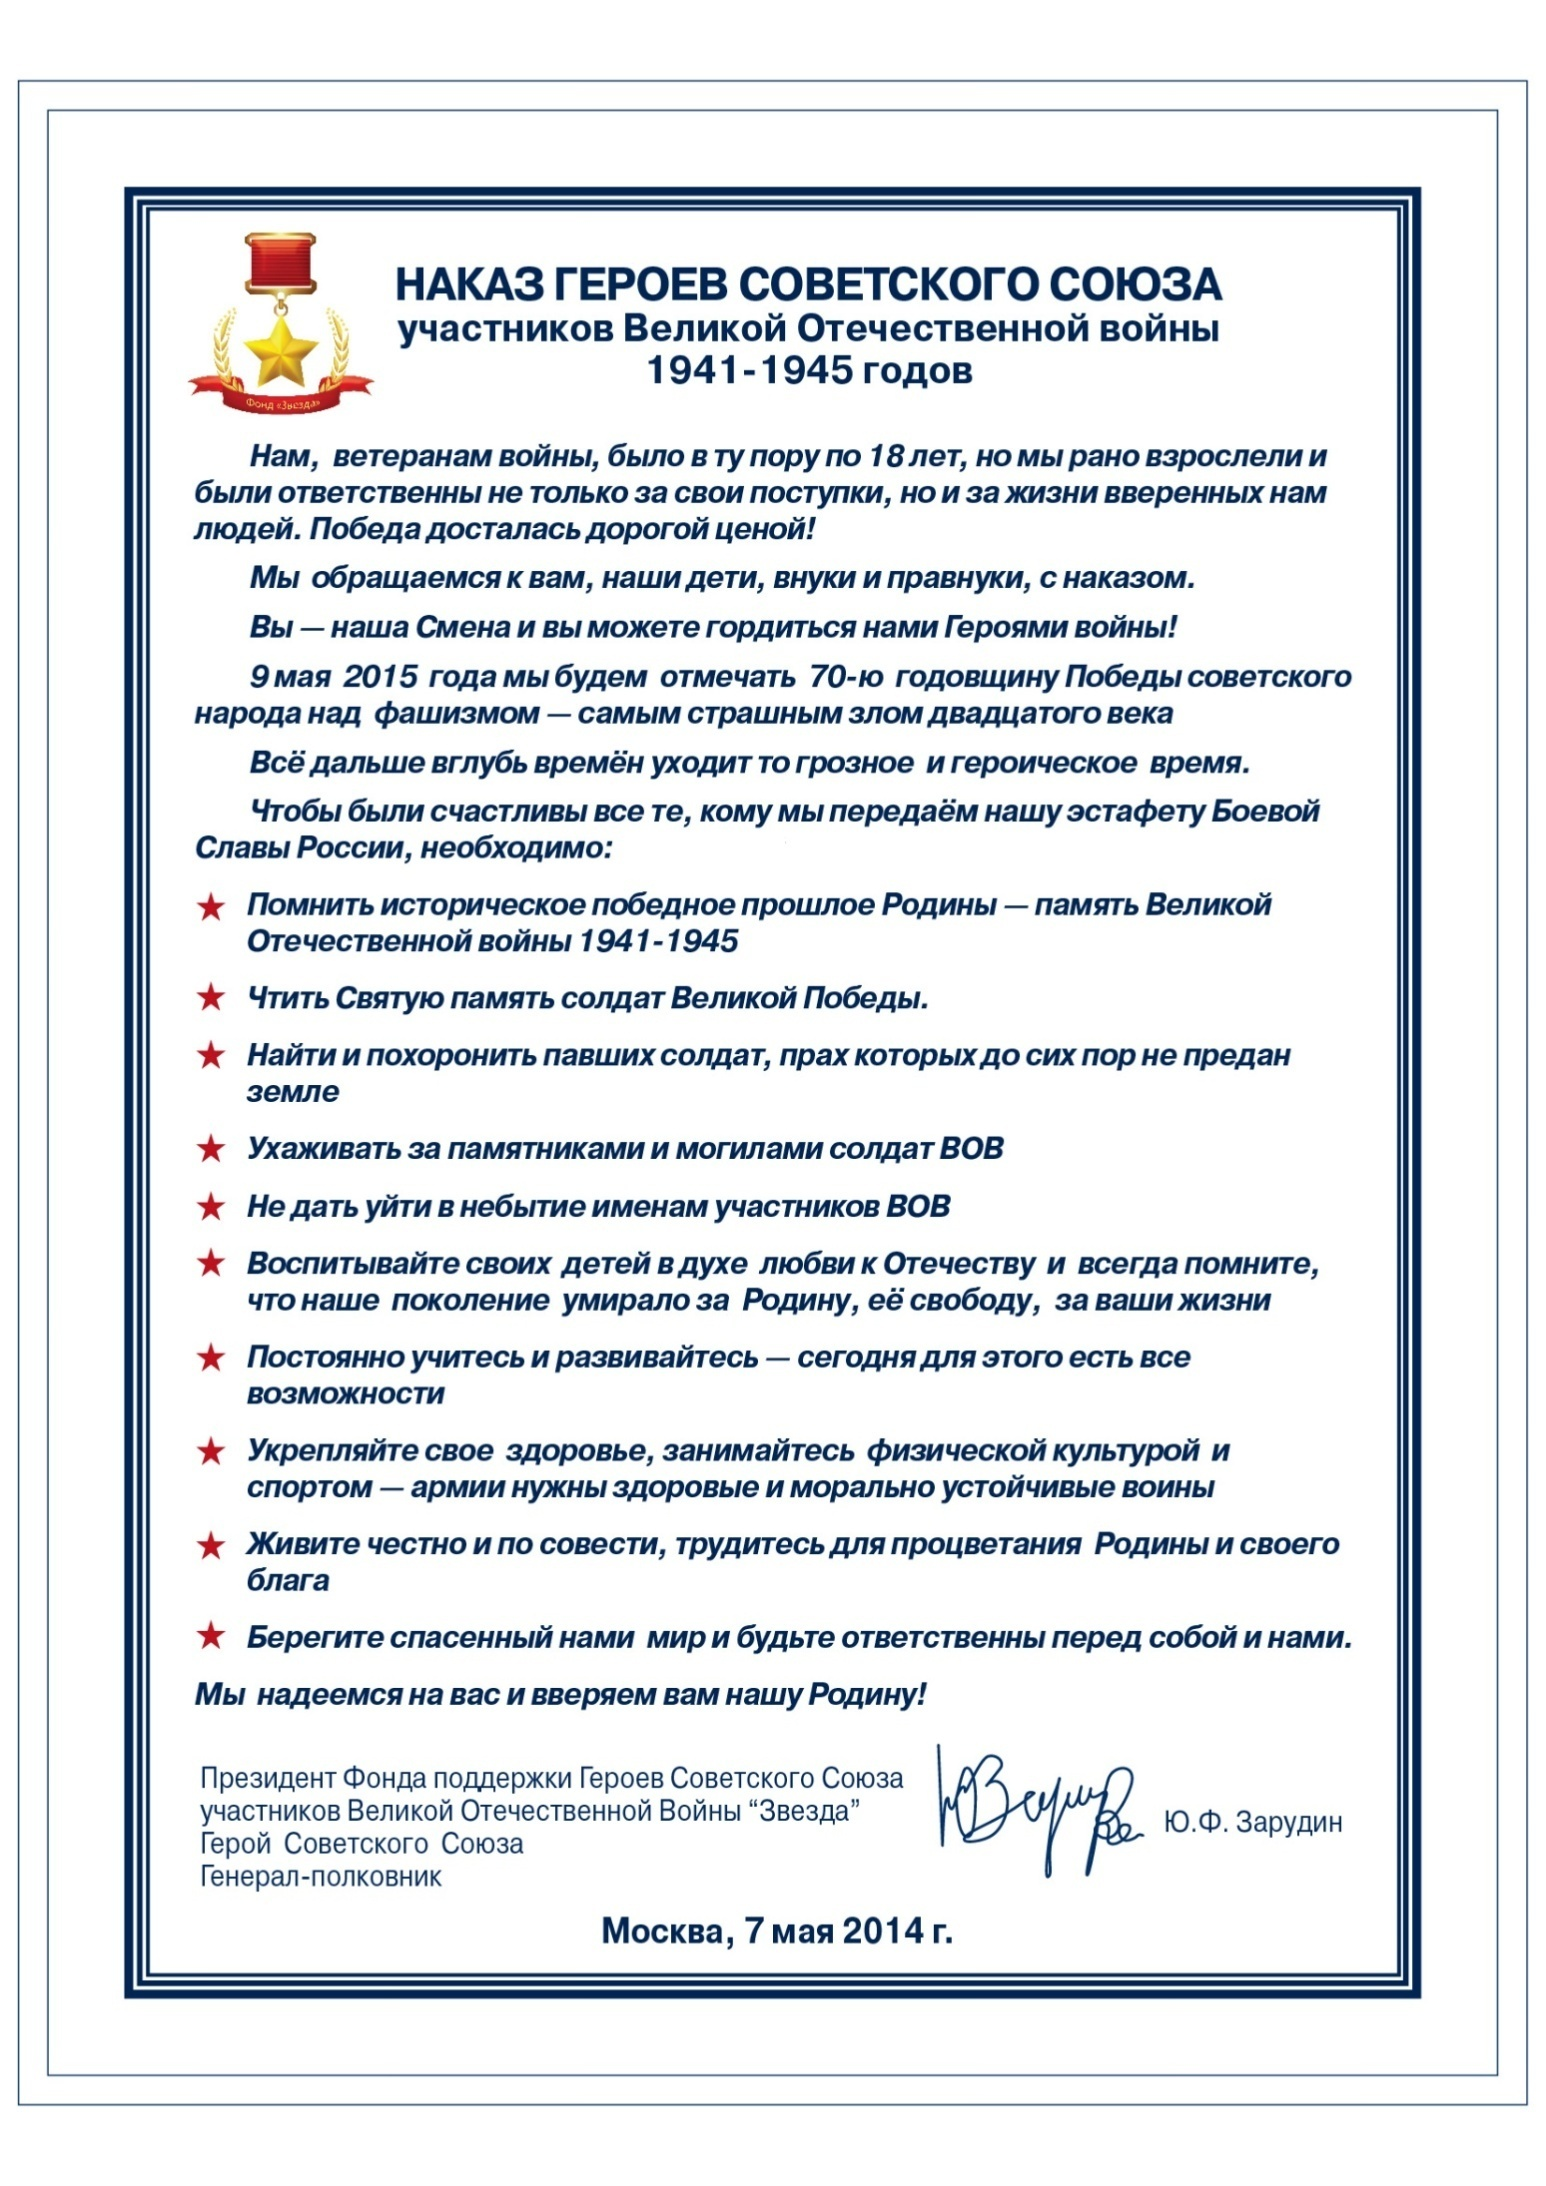 НАКАЗ ГЕРОЕВ СОВЕТСКОГО СОЮЗА
участников Великой Отечественной войны
1941-1945 годов
Фонд «Звезда»
Нам, ветеранам войны, было в ту пору по 18 лет, но мы рано взрослели и
были ответственны не только за свои поступки, но и за жизни вверенных нам
людей. Победа досталась дорогой ценой!
Мы обращаемся к вам, наши дети, внуки и правнуки, с наказом.
Вы — наша Смена и вы можете гордиться нами Героями войны!
9 мая 2015 года мы будем отмечать 70-ю годовщину Победы советского
народа над фашизмом — самым страшным злом двадцатого века
Всё дальше вглубь времён уходит то грозное и героическое время.
Чтобы были счастливы все те, кому мы передаём нашу эстафету Боевой
Славы России, необходимо:
★ Помнить историческое победное прошлое Родины — память Великой
Отечественной войны 1941-1945
★ Чтить Святую память солдат Великой Победы.
★ Найти и похоронить павших солдат, прах которых до сих пор не предан
земле
★ Ухаживать за памятниками и могилами солдат ВОВ
★ Не дать уйти в небытие именам участников ВОВ
★ Воспитывайте своих детей в духе любви к Отечеству и всегда помните,
что наше поколение умирало за Родину, её свободу, за ваши жизни
★ Постоянно учитесь и развивайтесь — сегодня для этого есть все
возможности
★ Укрепляйте свое здоровье, занимайтесь физической культурой и
спортом — армии нужны здоровые и морально устойчивые воины
★ Живите честно и по совести, трудитесь для процветания Родины и своего
блага
★ Берегите спасенный нами мир и будьте ответственны перед собой и нами.
Мы надеемся на вас и вверяем вам нашу Родину!
Президент Фонда поддержки Героев Советского Союза
участников Великой Отечественной Войны “Звезда”
Герой Советского Союза
Генерал-полковник
Ю.Ф. Зарудин
Москва, 7 мая 2014 г.